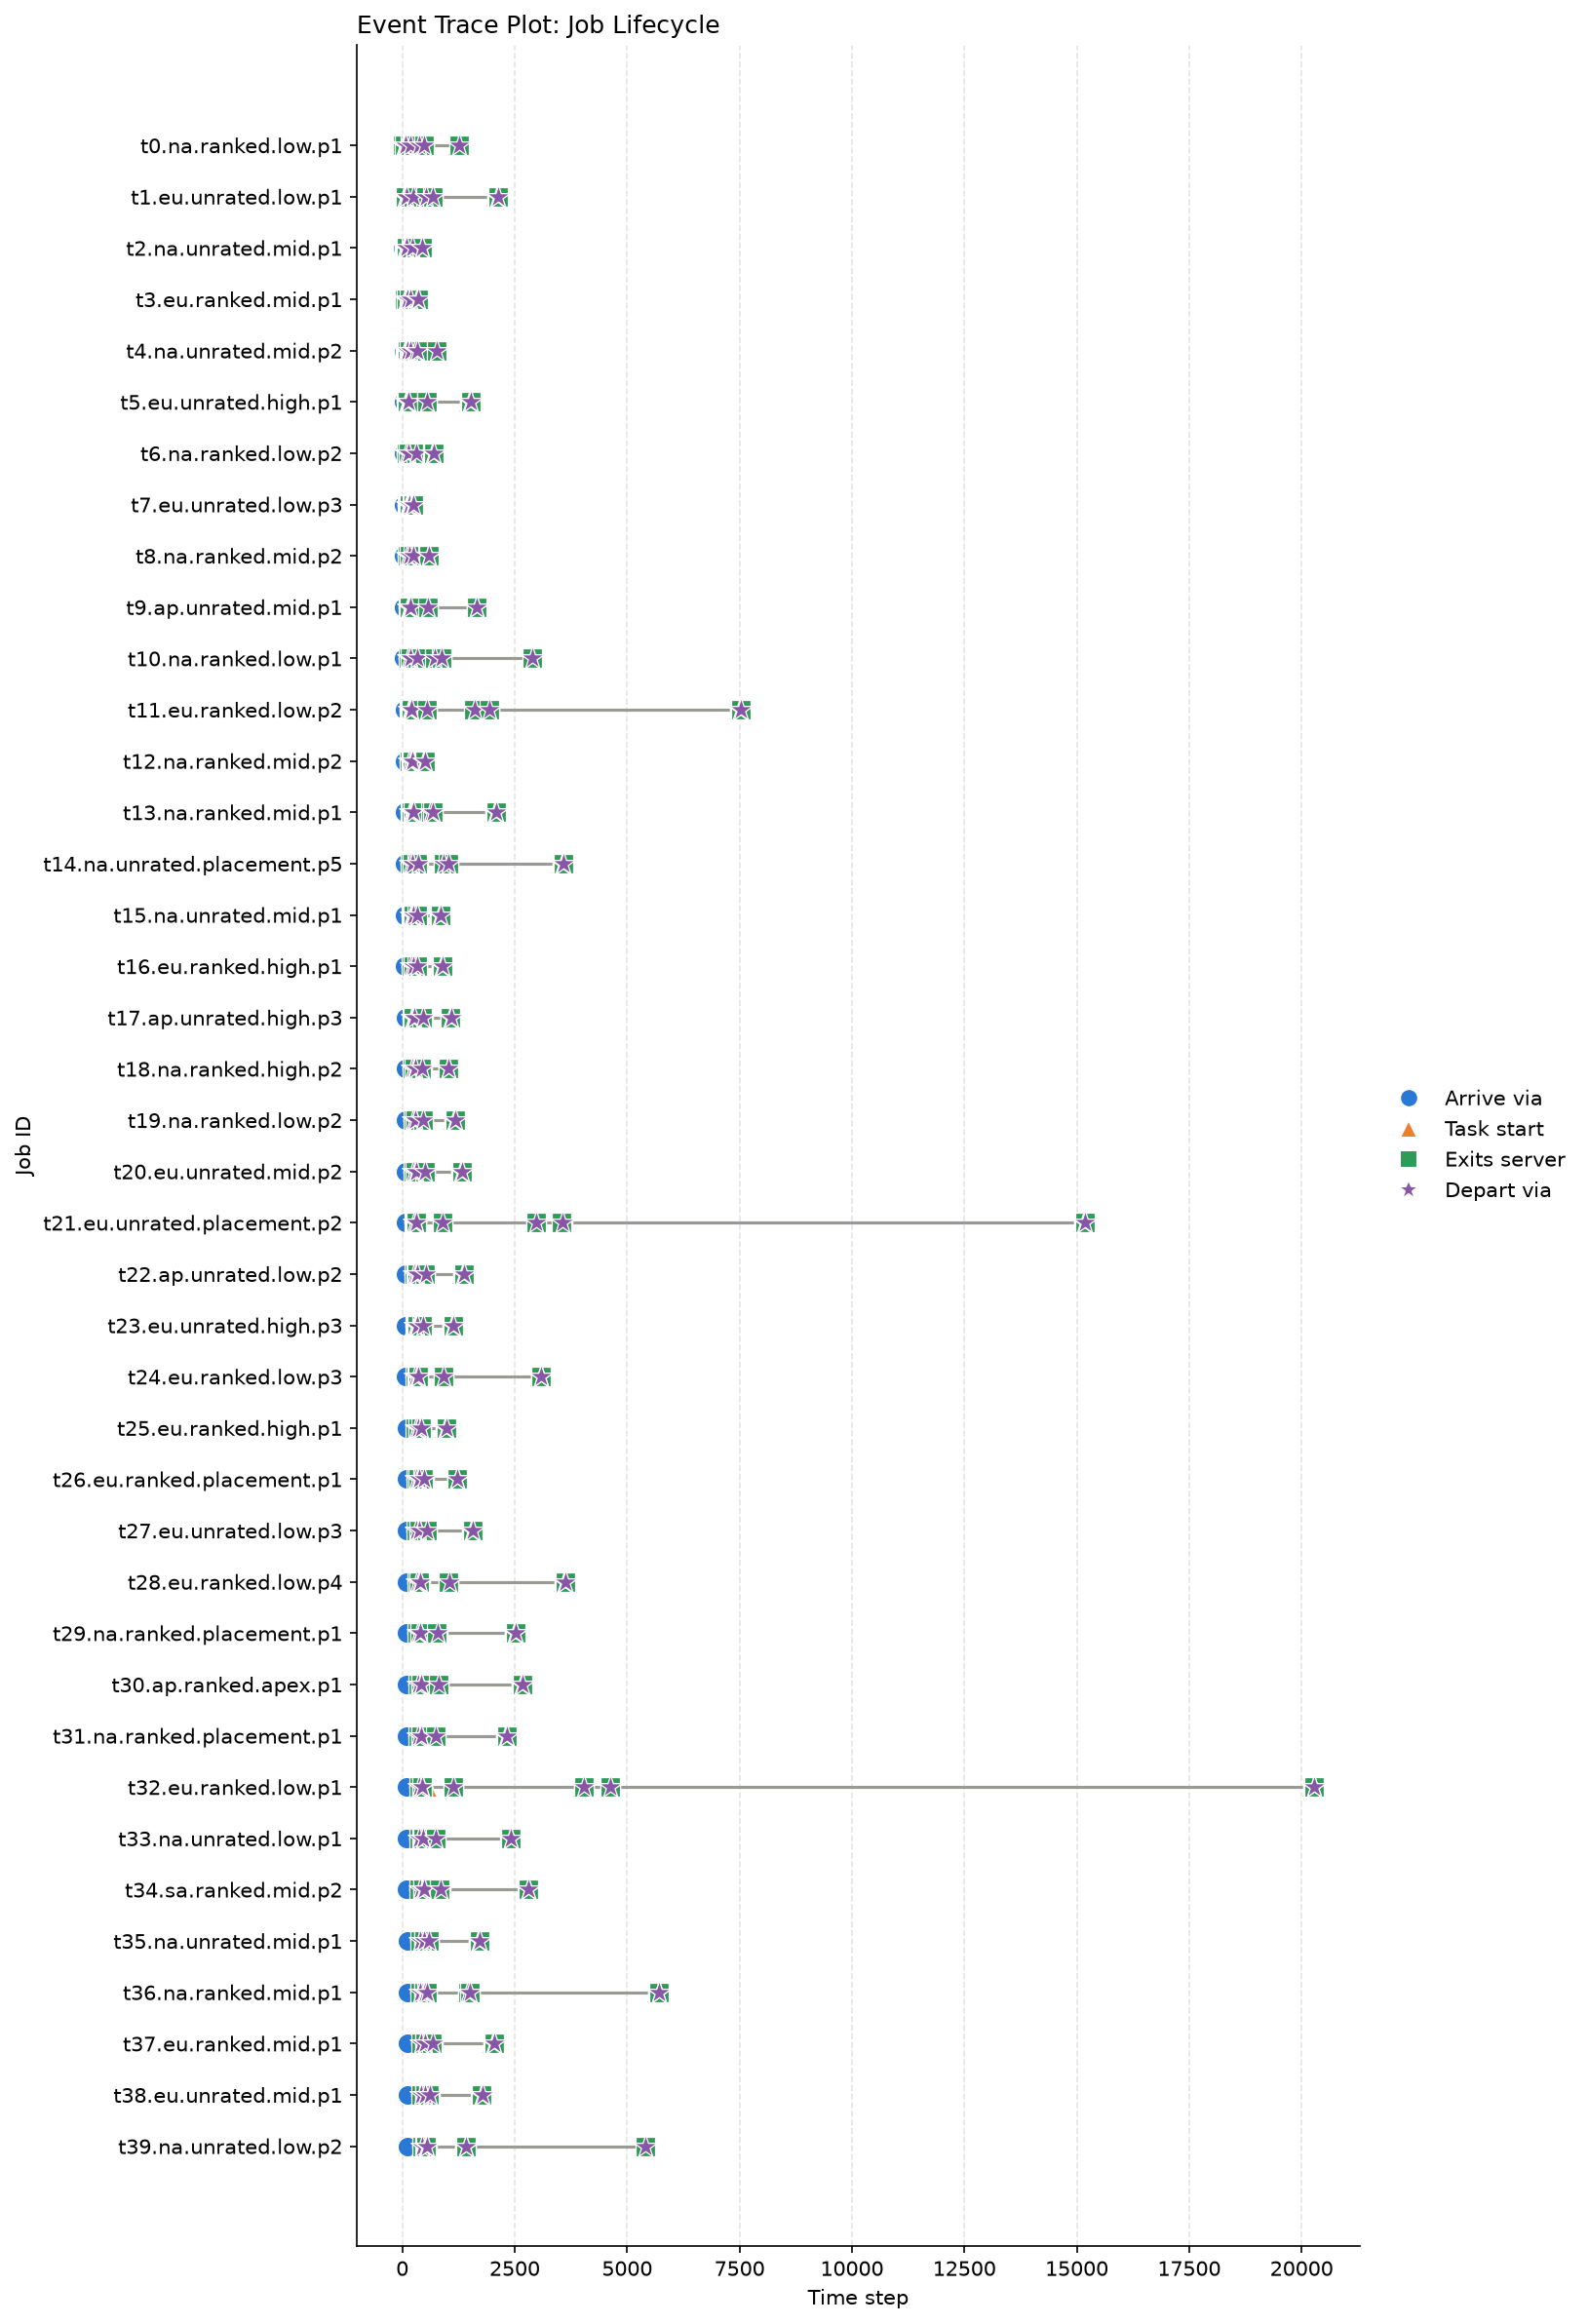 Event Trace Plot: Job Lifecycle
t0.na.ranked.low.p1
t1.eu.unrated.low.p1
t2.na.unrated.mid.p1
t3.eu.ranked.mid.p1
t4.na.unrated.mid.p2
t5.eu.unrated.high.p1
t6.na.ranked.low.p2
t7.eu.unrated.low.p3
t8.na.ranked.mid.p2
t9.ap.unrated.mid.p1
t10.na.ranked.low.p1
t11.eu.ranked.low.p2
t12.na.ranked.mid.p2
t13.na.ranked.mid.p1
t14.na.unrated.placement.p5
t15.na.unrated.mid.p1
t16.eu.ranked.high.p1
t17.ap.unrated.high.p3
t18.na.ranked.high.p2
t19.na.ranked.low.p2
t20.eu.unrated.mid.p2
t21.eu.unrated.placement.p2
t22.ap.unrated.low.p2
t23.eu.unrated.high.p3
t24.eu.ranked.low.p3
t25.eu.ranked.high.p1
t26.eu.ranked.placement.p1
t27.eu.unrated.low.p3
t28.eu.ranked.low.p4
t29.na.ranked.placement.p1
t30.ap.ranked.apex.p1
t31.na.ranked.placement.p1
t32.eu.ranked.low.p1
t33.na.unrated.low.p1
t34.sa.ranked.mid.p2
t35.na.unrated.mid.p1
t36.na.ranked.mid.p1
t37.eu.ranked.mid.p1
t38.eu.unrated.mid.p1
t39.na.unrated.low.p2
Job ID
0 2500 5000 7500 10000 12500 15000 17500 20000
Time step
Arrive via
Task start
Exits server
Depart via